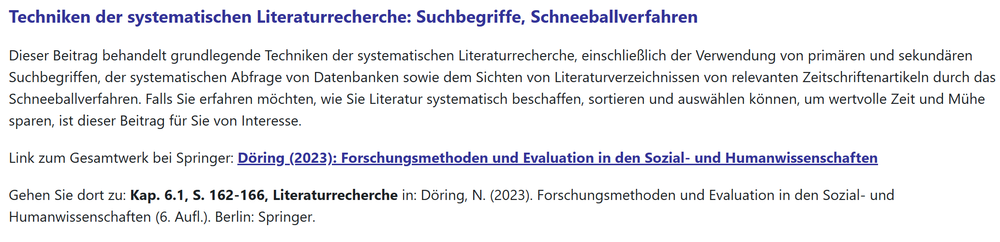 Techniken der systematischen Literaturrecherche: Suchbegriffe, Schneeballverfahren
Dieser Beitrag behandelt grundlegende Techniken der systematischen Literaturrecherche, einschließlich der Verwendung von primären und sekundären
Suchbegriffen, der systematischen Abfrage von Datenbanken sowie dem Sichten von Literaturverzeichnissen von relevanten Zeitschriftenartikeln durch das
Schneeballverfahren. Falls Sie erfahren möchten, wie Sie Literatur systematisch beschaffen, sortieren und auswählen können, um wertvolle Zeit und Mühe
sparen, ist dieser Beitrag für Sie von Interesse.
Link zum Gesamtwerk bei Springer: Döring (2023): Forschungsmethoden und Evaluation in den Sozial- und Humanwissenschaften
Gehen Sie dort zu: Kap. 6.1, S. 162-166, Literaturrecherche in: Döring, N. (2023). Forschungsmethoden und Evaluation in den Sozial- und
Humanwissenschaften (6. Aufl.). Berlin: Springer.